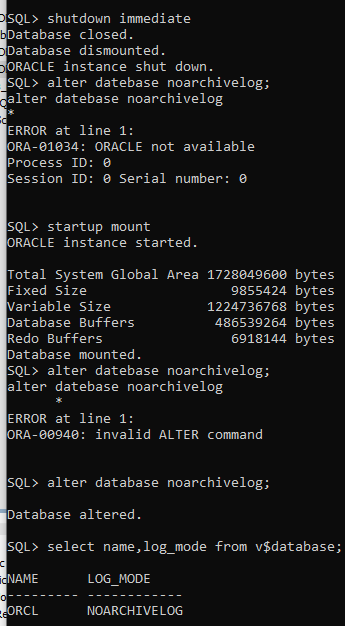 SQL> shutdown immediate
Database closed.
Database dismounted.
ORACLE instance shut down.
SQL> alter datebase noarchivelog;
alter datebase noarchivelog
*
ERROR at line 1:
ORA-01034: ORACLE not available
Process ID: 0
Session ID: 0 Serial number: 0
SQL> startup mount
ORACLE instance started.
Total System Global Area 1728049600 bytes
Fixed Size 9855424 bytes
Variable Size 1224736768 bytes
Database Buffers 486539264 bytes
Redo Buffers 6918144 bytes
Database mounted.
SQL> alter datebase noarchivelog;
alter datebase noarchivelog
*
ERROR at line 1:
ORA-00940: invalid ALTER command
SQL> alter database noarchivelog;
Database altered.
SQL> select name,log_mode from v$database;
NAME LOG_MODE
--------- ------------
ORCL NOARCHIVELOG